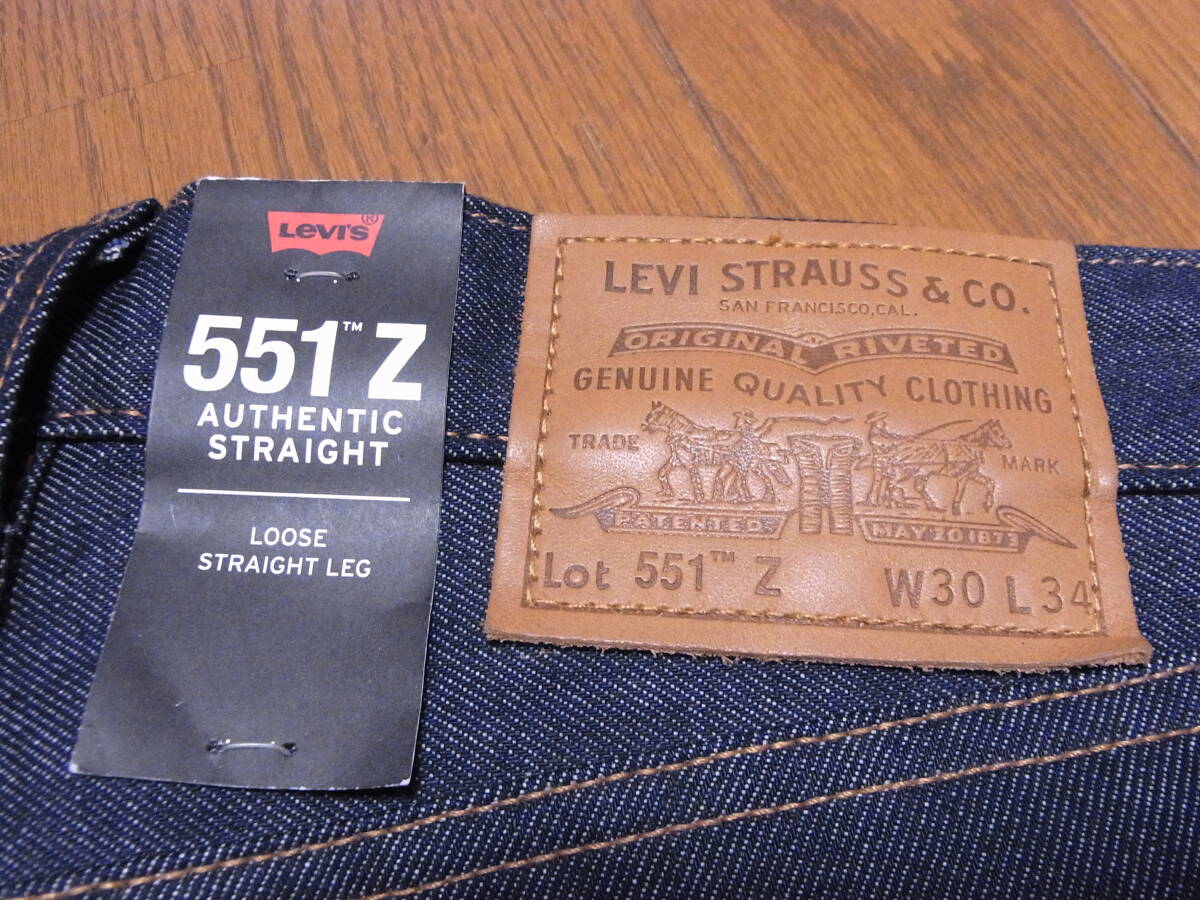 LEVI'S®
551™ Z
AUTHENTIC
STRAIGHT
LOOSE
STRAIGHT LEG
LEVI STRAUSS & CO.
SAN FRANCISCO, CAL.
ORIGINAL RIVETED
GENUINE QUALITY CLOTHING
TRADE MARK
PATENTED MAY 20 1873
Lot 551™ Z W30 L34